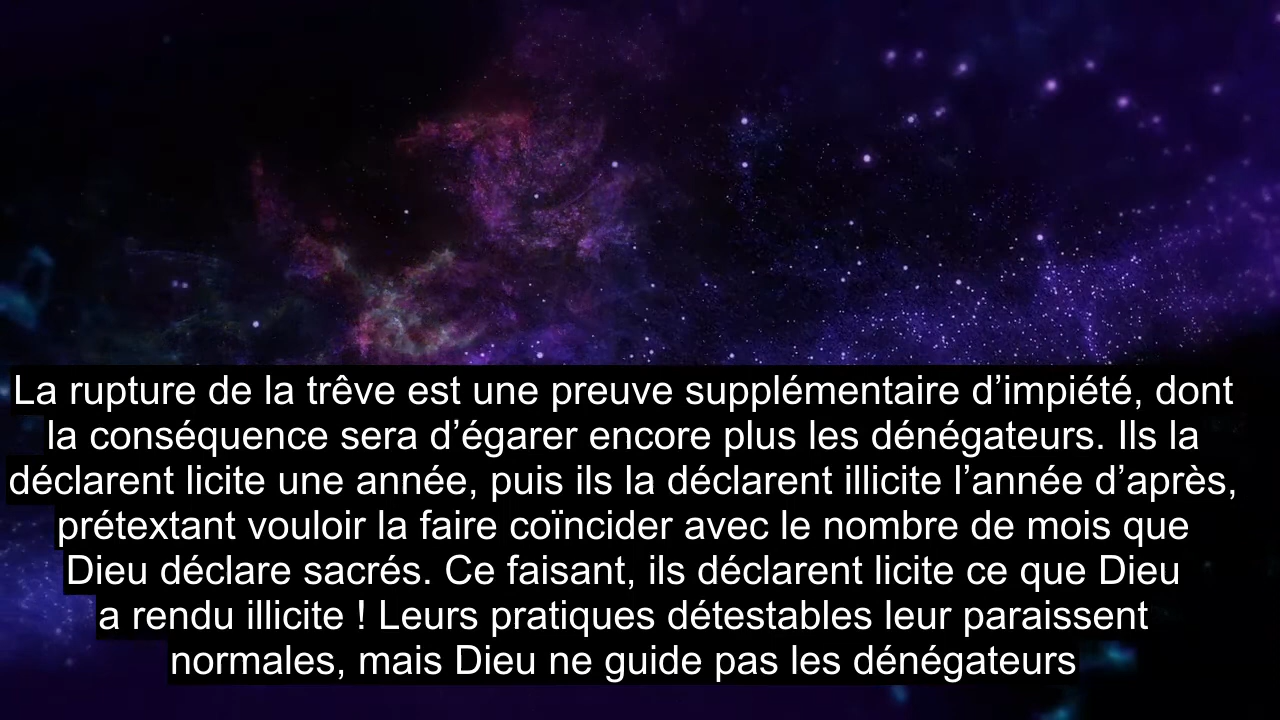 La rupture de la trêve est une preuve supplémentaire d’impiété, dont
la conséquence sera d’égarer encore plus les dénégateurs. Ils la
déclarent licite une année, puis ils la déclarent illicite l’année d’après,
prétextant vouloir la faire coïncider avec le nombre de mois que
Dieu déclare sacrés. Ce faisant, ils déclarent licite ce que Dieu
a rendu illicite ! Leurs pratiques détestables leur paraissent
normales, mais Dieu ne guide pas les dénégateurs